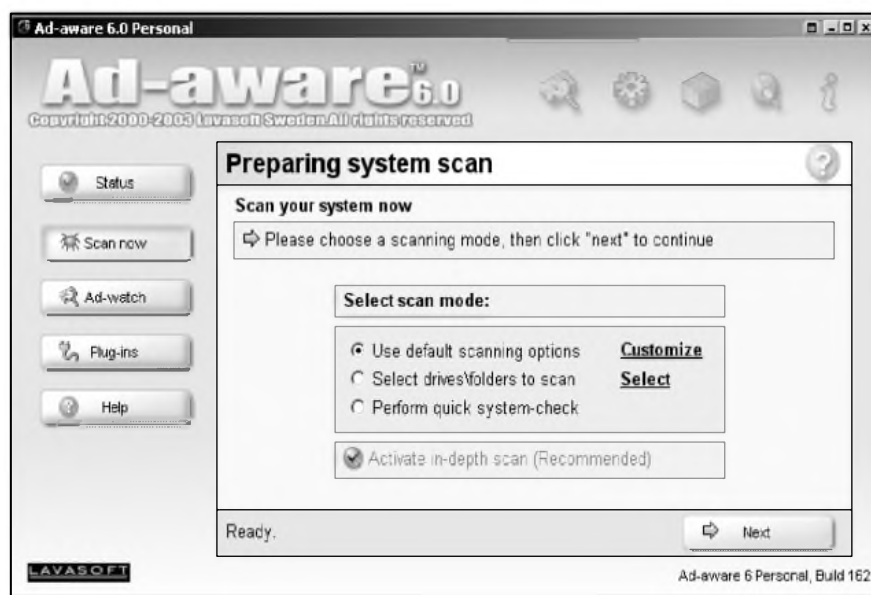 Ad-aware 6.0 Personal
Ad-aware 6.0 TM
Copyright 2000-2003 Lavasoft Sweden.All rights reserved
Status
Scan now
Ad-watch
Plug-ins
Help
Preparing system scan
Scan your system now
Please choose a scanning mode, then click "next" to continue
Select scan mode:
Use default scanning options Customize
Select drives\folders to scan Select
Perform quick system-check
Activate in-depth scan (Recommended)
Ready.
Next
LAVASOFT
Ad-aware 6 Personal, Build 162